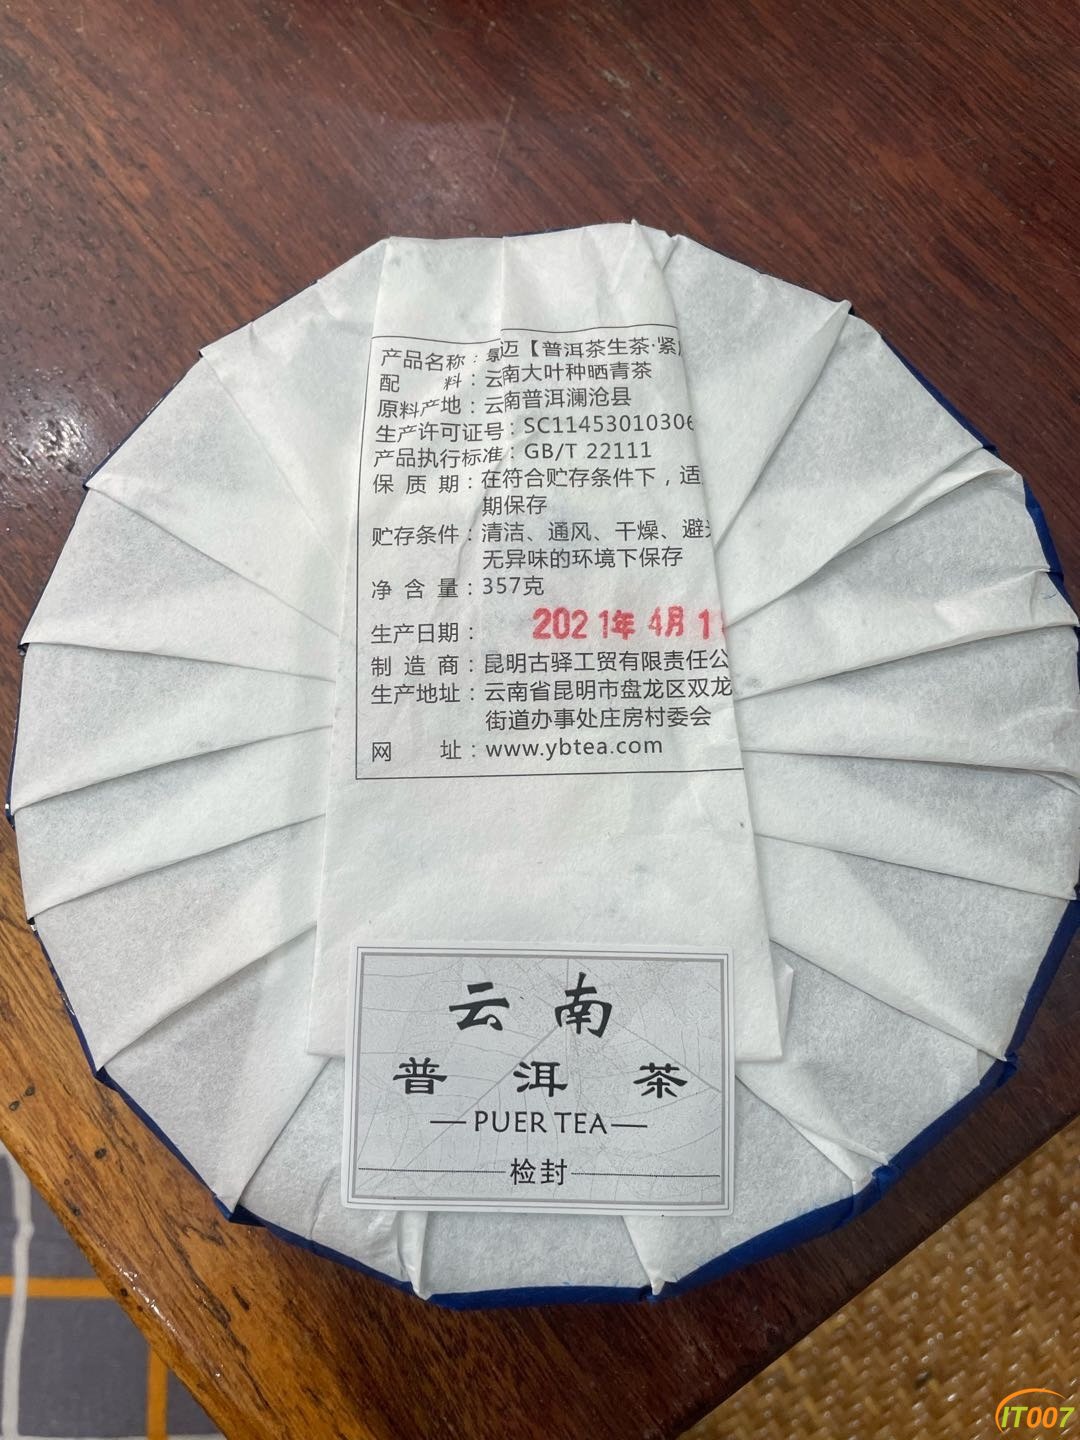 产品名称：景迈【普洱茶生茶·紧
配料：云南大叶种晒青茶
原料产地：云南普洱澜沧县
生产许可证号：SC11453010306
产品执行标准：GB/T 22111
保质期：在符合贮存条件下，适
期保存
贮存条件：清洁、通风、干燥、避光
无异味的环境下保存
净含量：357克
生产日期：2021年4月1
制造商：昆明古驿工贸有限责任公
生产地址：云南省昆明市盘龙区双龙
街道办事处庄房村委会
网址：www.ybtea.com
云南
普洱茶
PUER TEA
检封
IT007